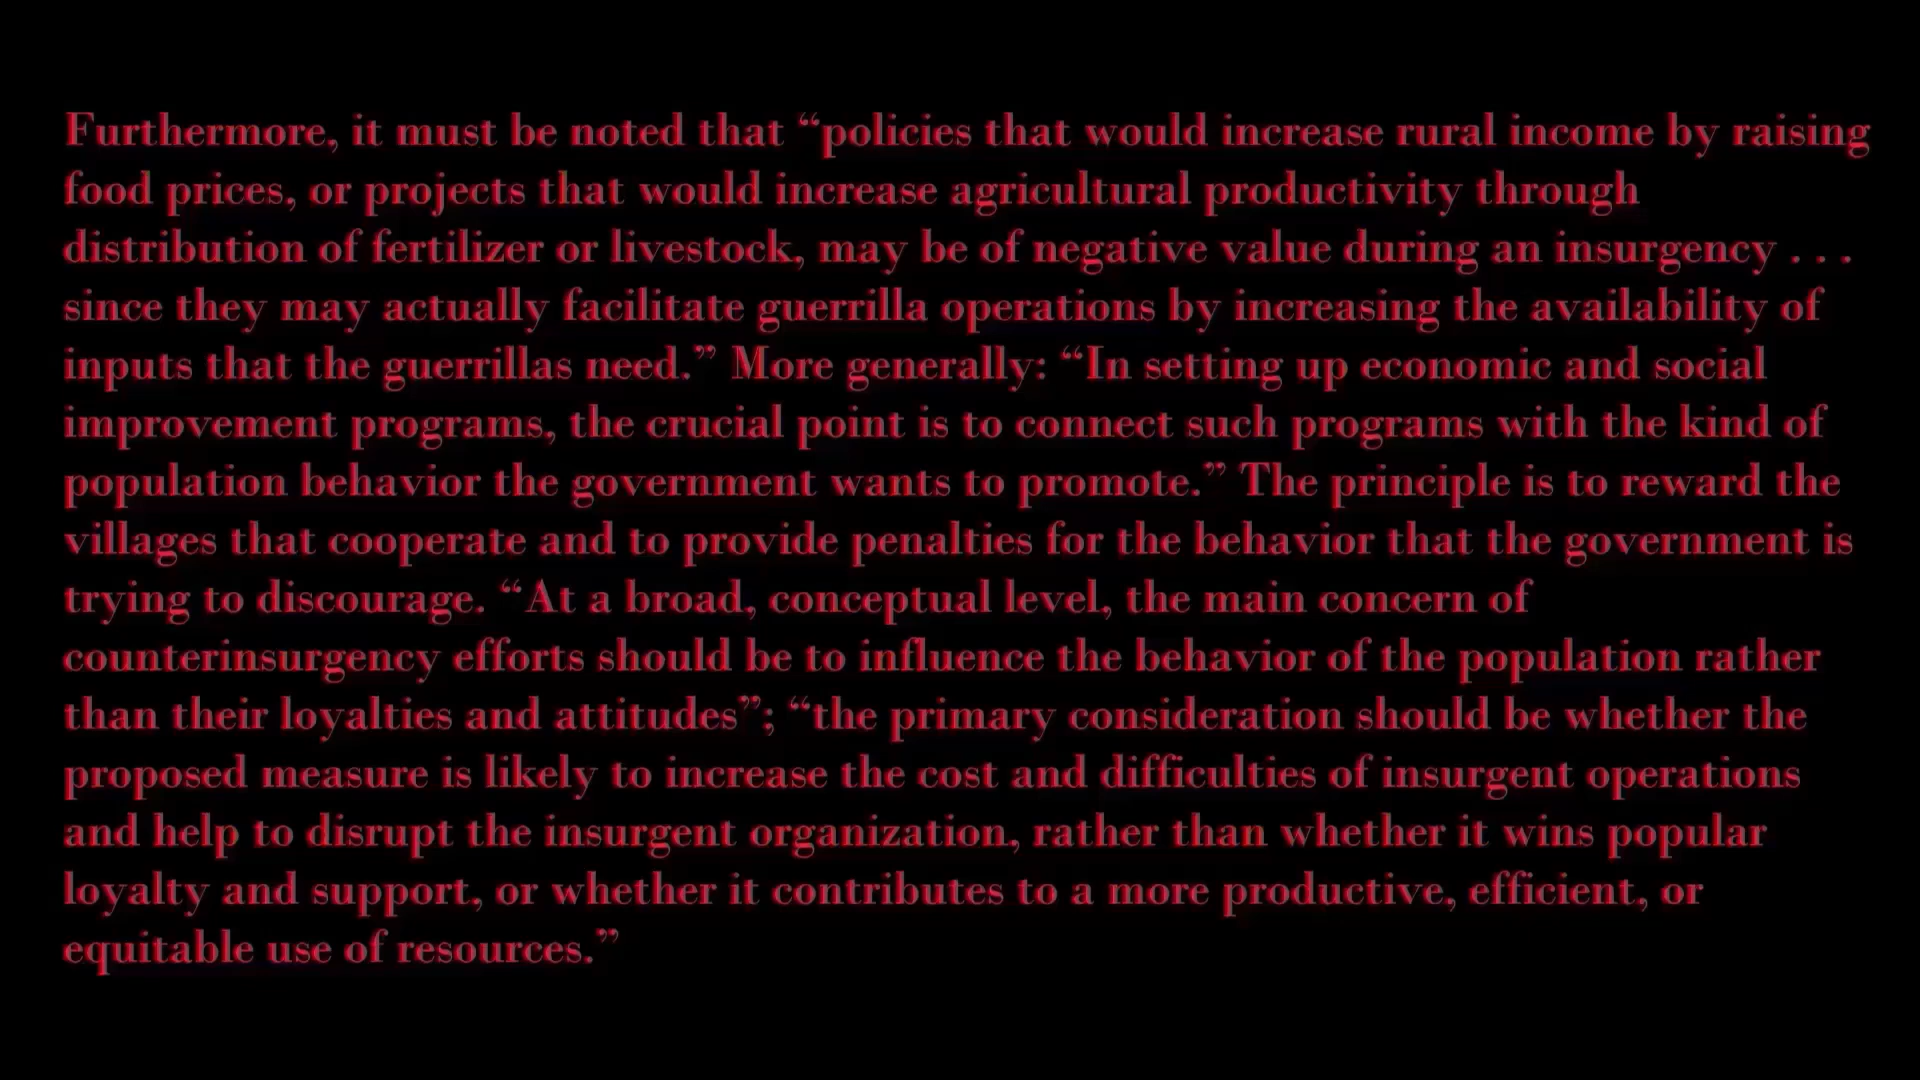 Furthermore, it must be noted that “policies that would increase rural income by raising
food prices, or projects that would increase agricultural productivity through
distribution of fertilizer or livestock, may be of negative value during an insurgency . . .
since they may actually facilitate guerrilla operations by increasing the availability of
inputs that the guerrillas need.” More generally: “In setting up economic and social
improvement programs, the crucial point is to connect such programs with the kind of
population behavior the government wants to promote.” The principle is to reward the
villages that cooperate and to provide penalties for the behavior that the government is
trying to discourage. “At a broad, conceptual level, the main concern of
counterinsurgency efforts should be to influence the behavior of the population rather
than their loyalties and attitudes”; “the primary consideration should be whether the
proposed measure is likely to increase the cost and difficulties of insurgent operations
and help to disrupt the insurgent organization, rather than whether it wins popular
loyalty and support, or whether it contributes to a more productive, efficient, or
equitable use of resources.”